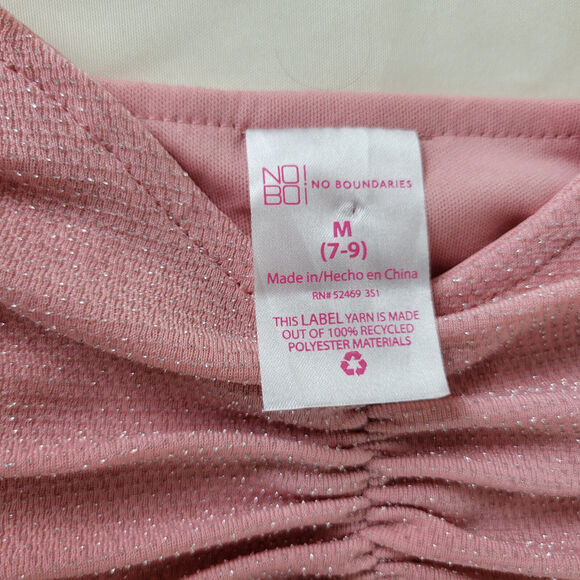 NO!
BO! NO BOUNDARIES
M
(7-9)
Made in/Hecho en China
RN# 52469 3S1
THIS LABEL YARN IS MADE
OUT OF 100% RECYCLED
POLYESTER MATERIALS